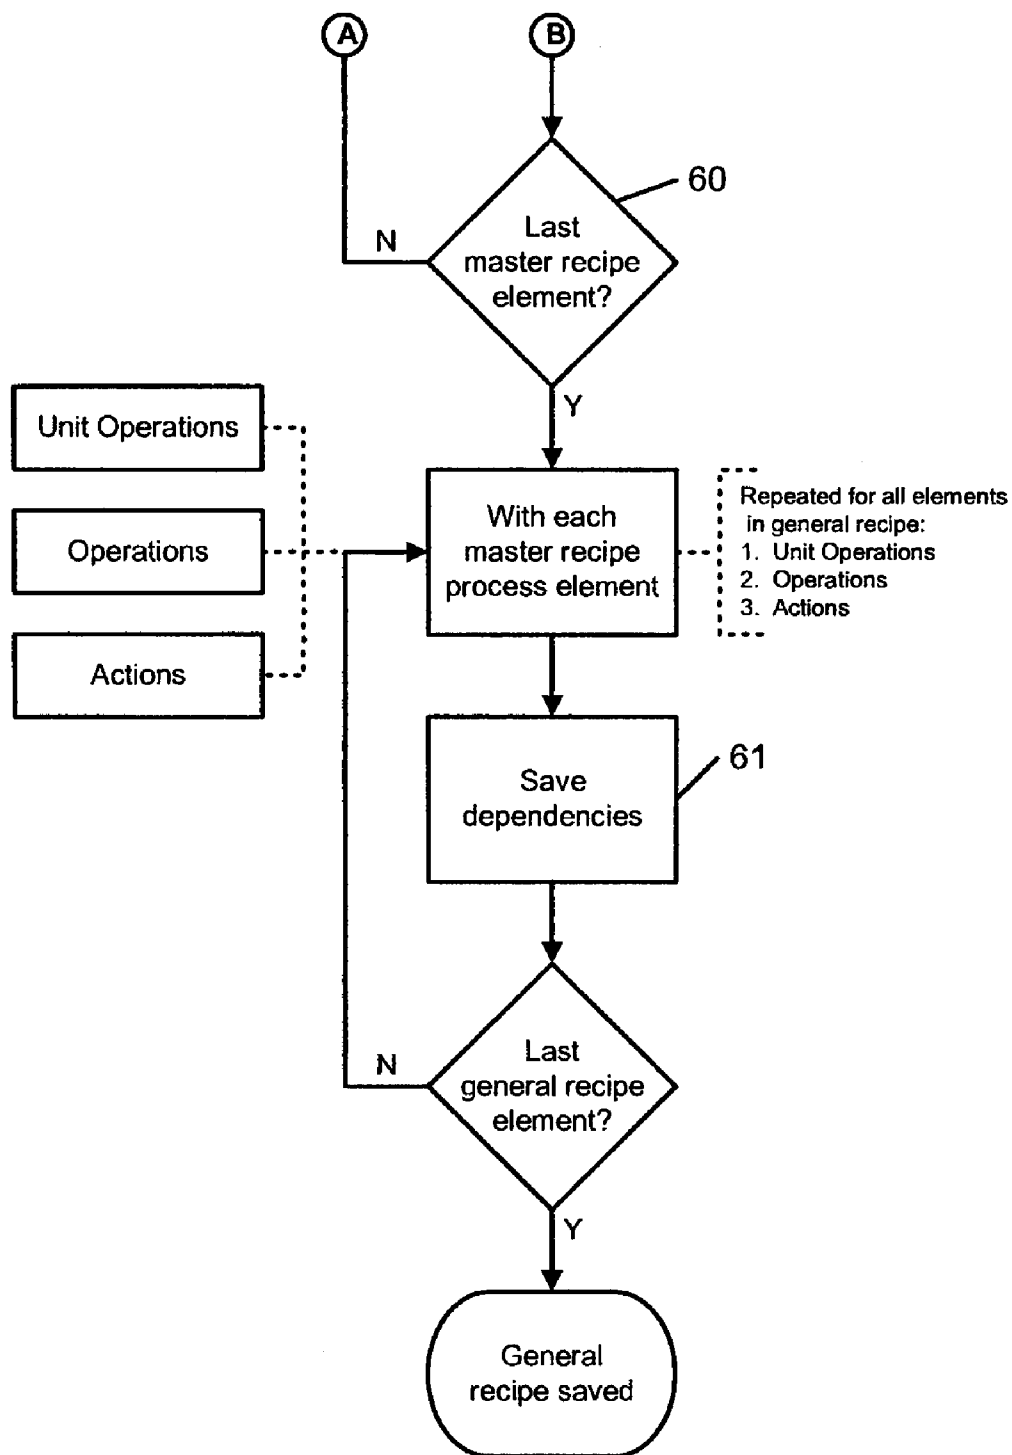 A
B
60
Last
master recipe
element?
N
Y
Unit Operations
Operations
Actions
With each
master recipe
process element
Repeated for all elements
in general recipe:
1. Unit Operations
2. Operations
3. Actions
Save
dependencies
61
Last
general recipe
element?
N
Y
General
recipe saved